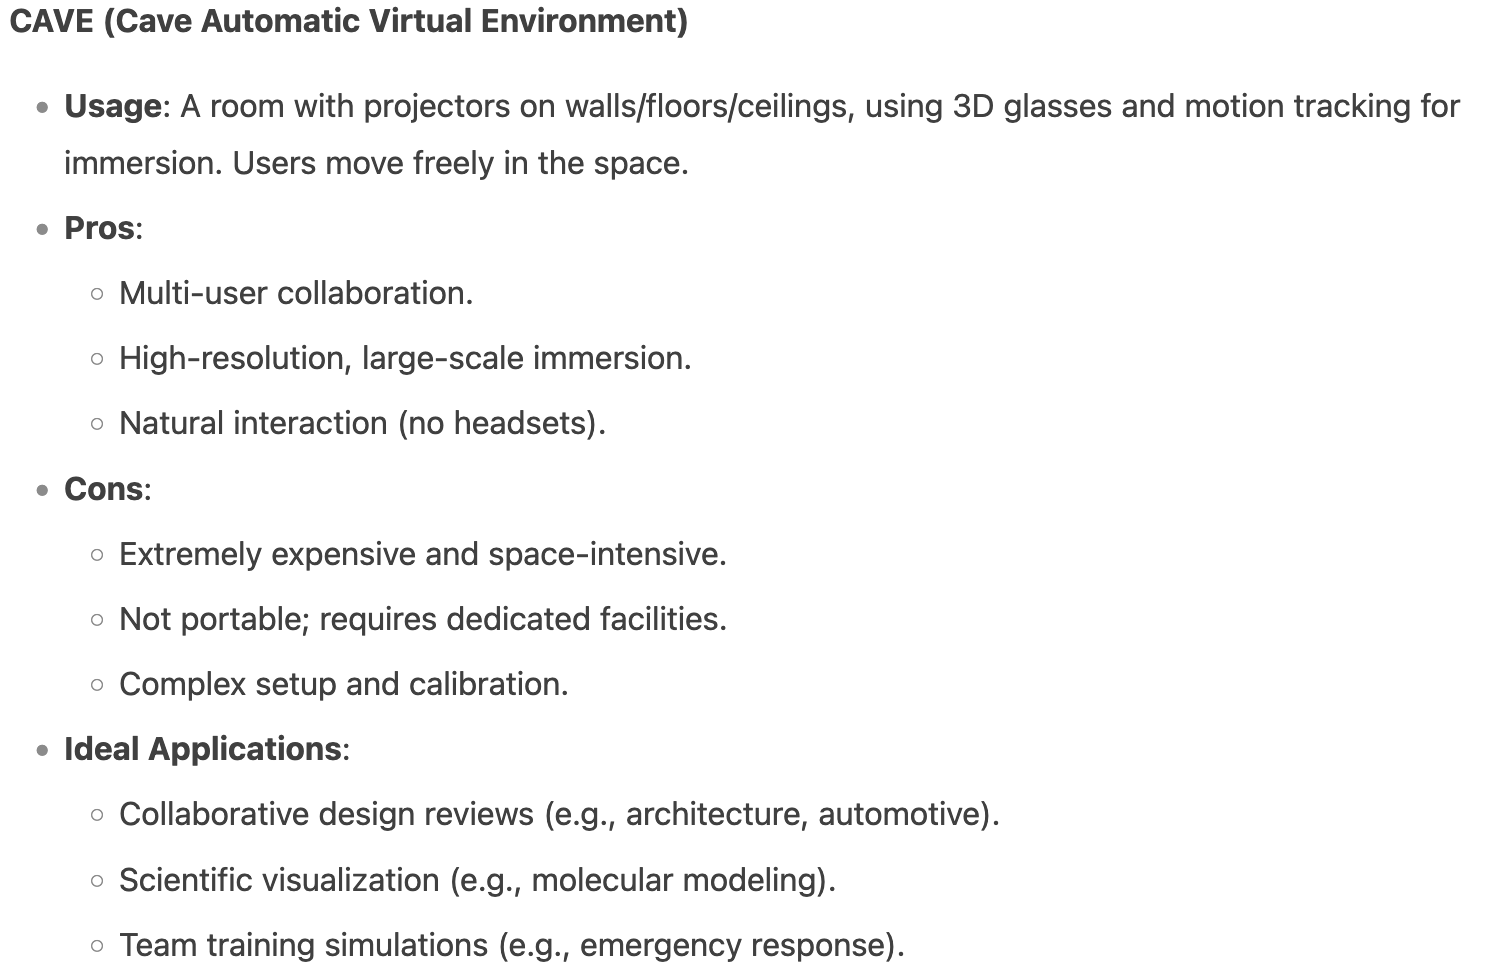 CAVE (Cave Automatic Virtual Environment)
• Usage: A room with projectors on walls/floors/ceilings, using 3D glasses and motion tracking for
immersion. Users move freely in the space.
• Pros:
○ Multi-user collaboration.
○ High-resolution, large-scale immersion.
○ Natural interaction (no headsets).
• Cons:
○ Extremely expensive and space-intensive.
○ Not portable; requires dedicated facilities.
○ Complex setup and calibration.
• Ideal Applications:
○ Collaborative design reviews (e.g., architecture, automotive).
○ Scientific visualization (e.g., molecular modeling).
○ Team training simulations (e.g., emergency response).